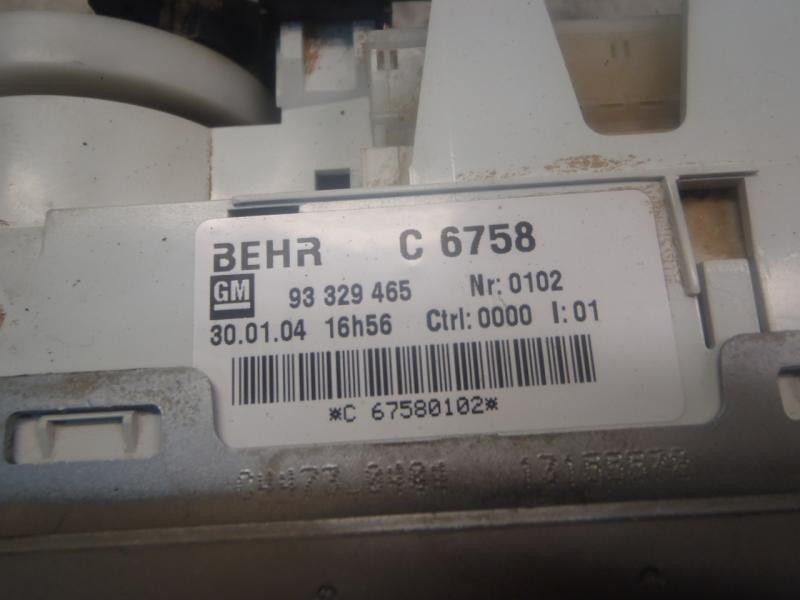 BEHR C 6758
GM 93 329 465 Nr: 0102
30.01.04 16h56 Ctrl: 0000 I: 01
*C 67580102*